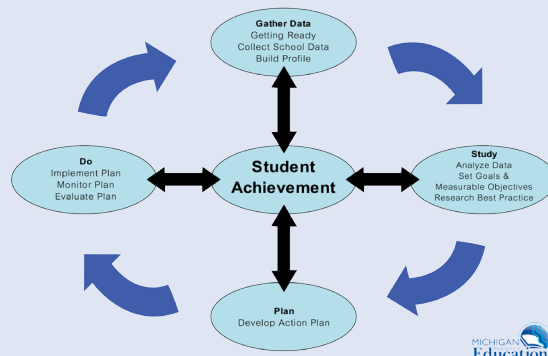 Gather Data
Getting Ready
Collect School Data
Build Profile
Do
Implement Plan
Monitor Plan
Evaluate Plan
Student
Achievement
Study
Analyze Data
Set Goals &
Measurable Objectives
Research Best Practice
Plan
Develop Action Plan
MICHIGAN
Education